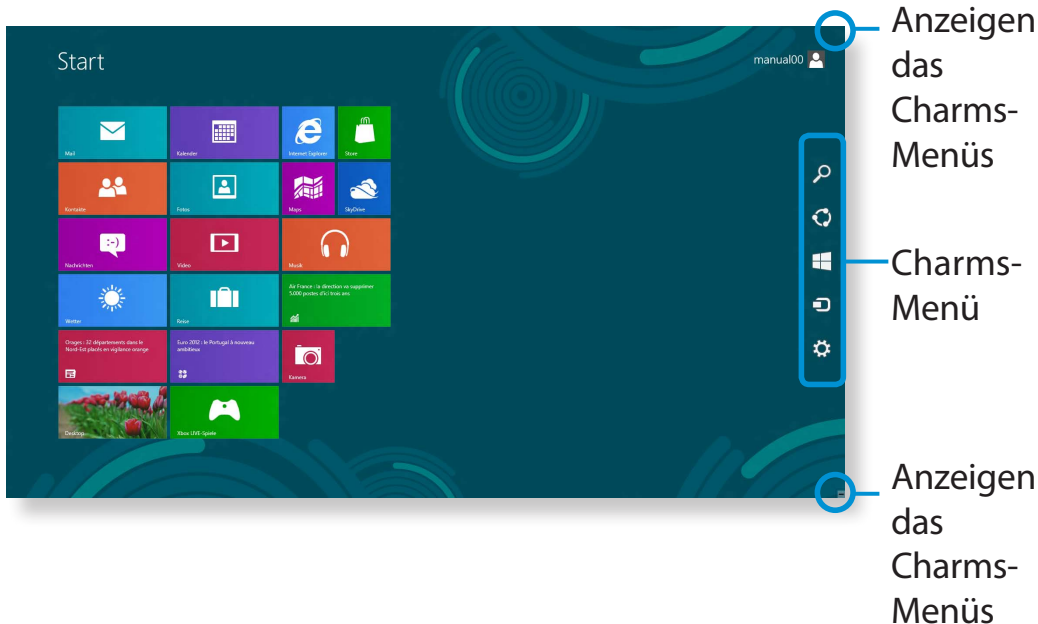 Start
manual00
Mail
Kalender
Internet Explorer
Store
Kontakte
Fotos
Maps
SkyDrive
Nachrichten
Video
Musik
Wetter
Reise
Air France : la direction va supprimer
5.000 postes d'ici trois ans
Orages : 32 départements dans le
Nord-Est placés en vigilance orange
Euro 2012 : le Portugal à nouveau
ambitieux
Kamera
Desktop
Xbox LIVE-Spiele
Anzeigen
das
Charms-
Menüs
Charms-
Menü
Anzeigen
das
Charms-
Menüs